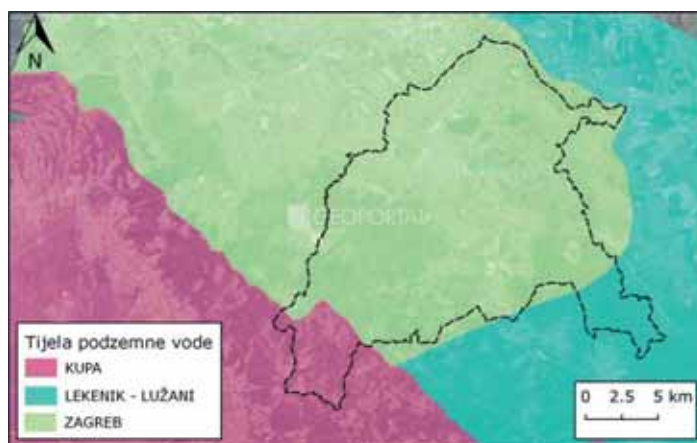 N
GEOPORTAL
Tijela podzemne vode
KUPA
LEKENIK - LUŽANI
ZAGREB
0 2.5 5 km